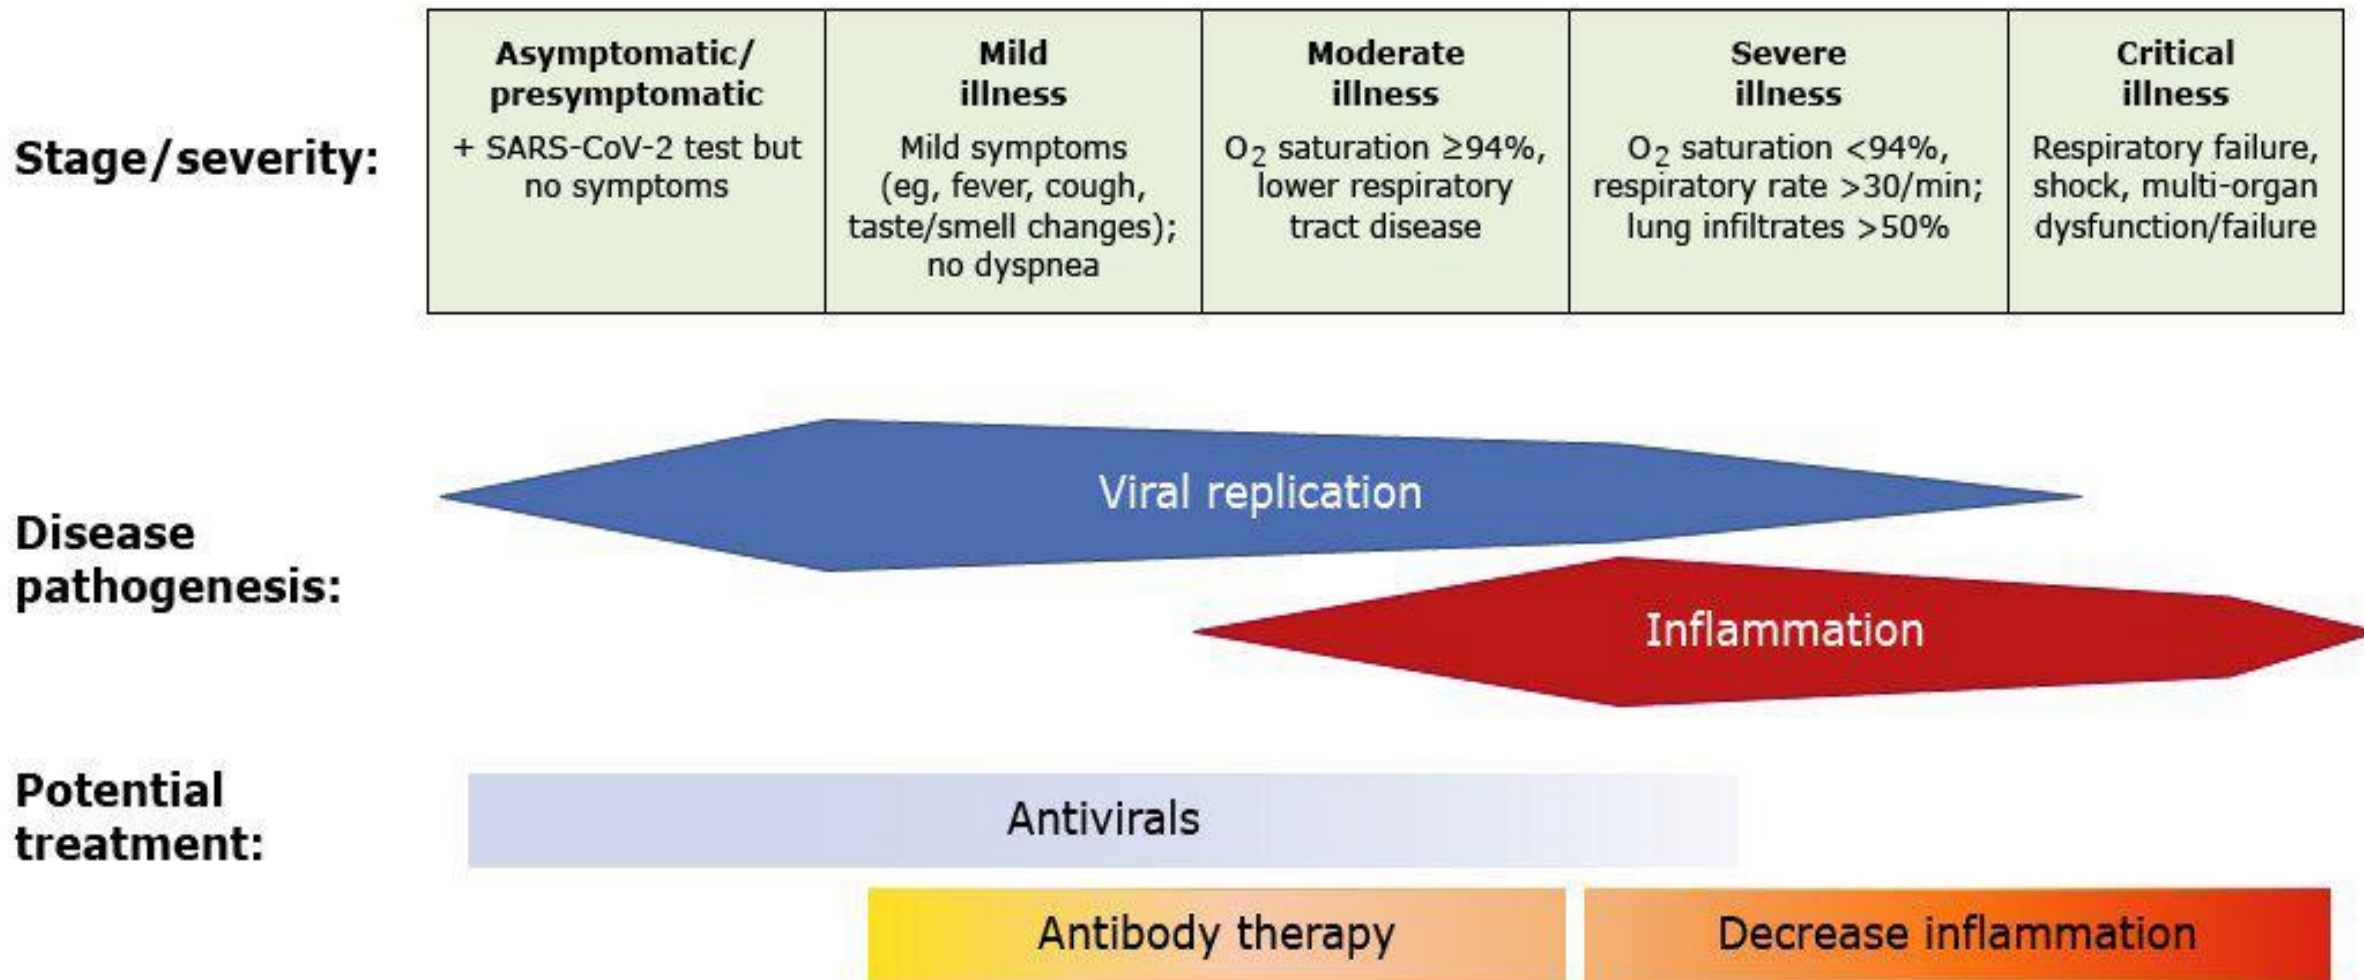 Stage/severity:
Asymptomatic/
presymptomatic
+ SARS-CoV-2 test but
no symptoms
Mild
illness
Mild symptoms
(eg, fever, cough,
taste/smell changes);
no dyspnea
Moderate
illness
O₂ saturation ≥94%,
lower respiratory
tract disease
Severe
illness
O₂ saturation <94%,
respiratory rate >30/min;
lung infiltrates >50%
Critical
illness
Respiratory failure,
shock, multi-organ
dysfunction/failure
Disease
pathogenesis:
Viral replication
Inflammation
Potential
treatment:
Antivirals
Antibody therapy
Decrease inflammation